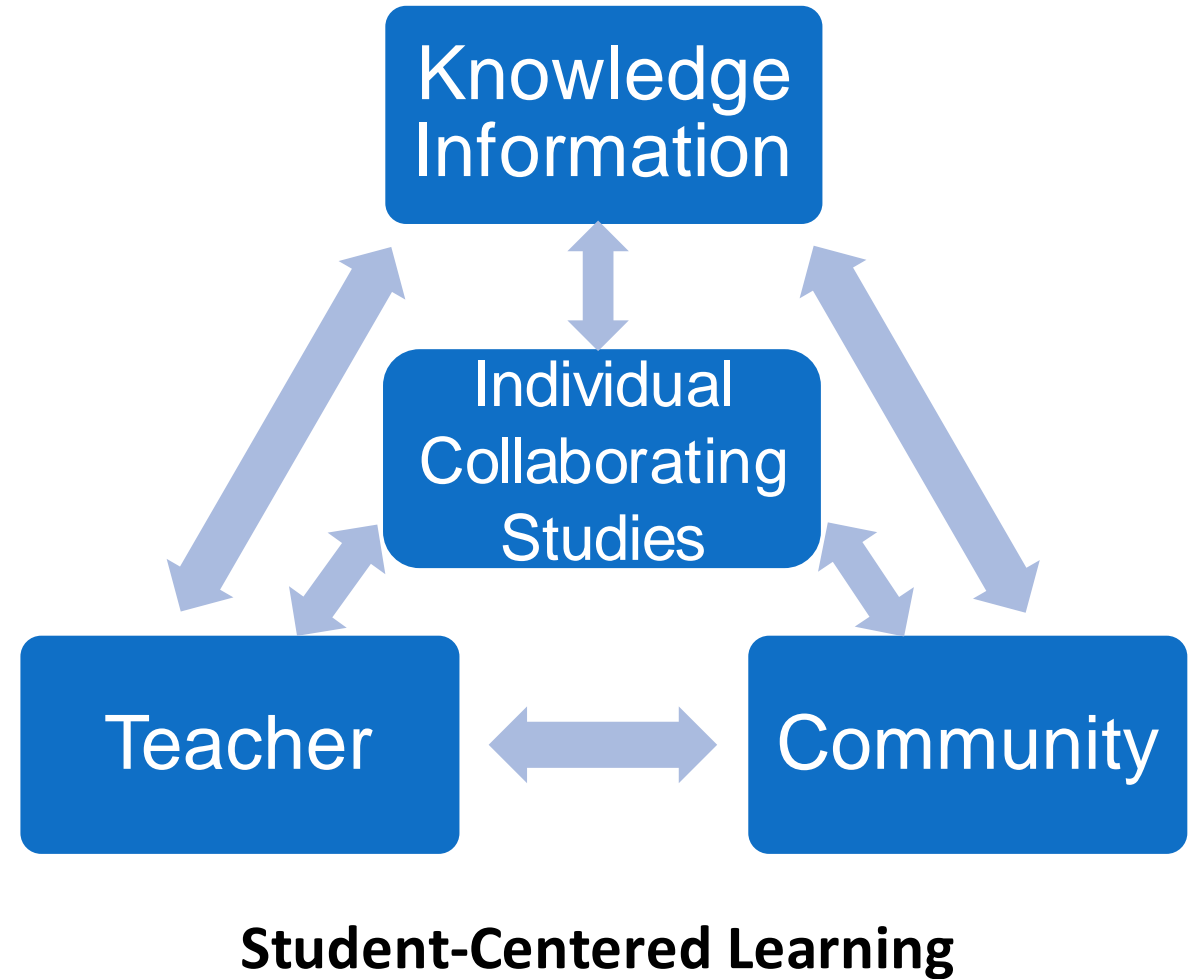 Knowledge
Information
Individual
Collaborating
Studies
Teacher
Community
Student-Centered Learning